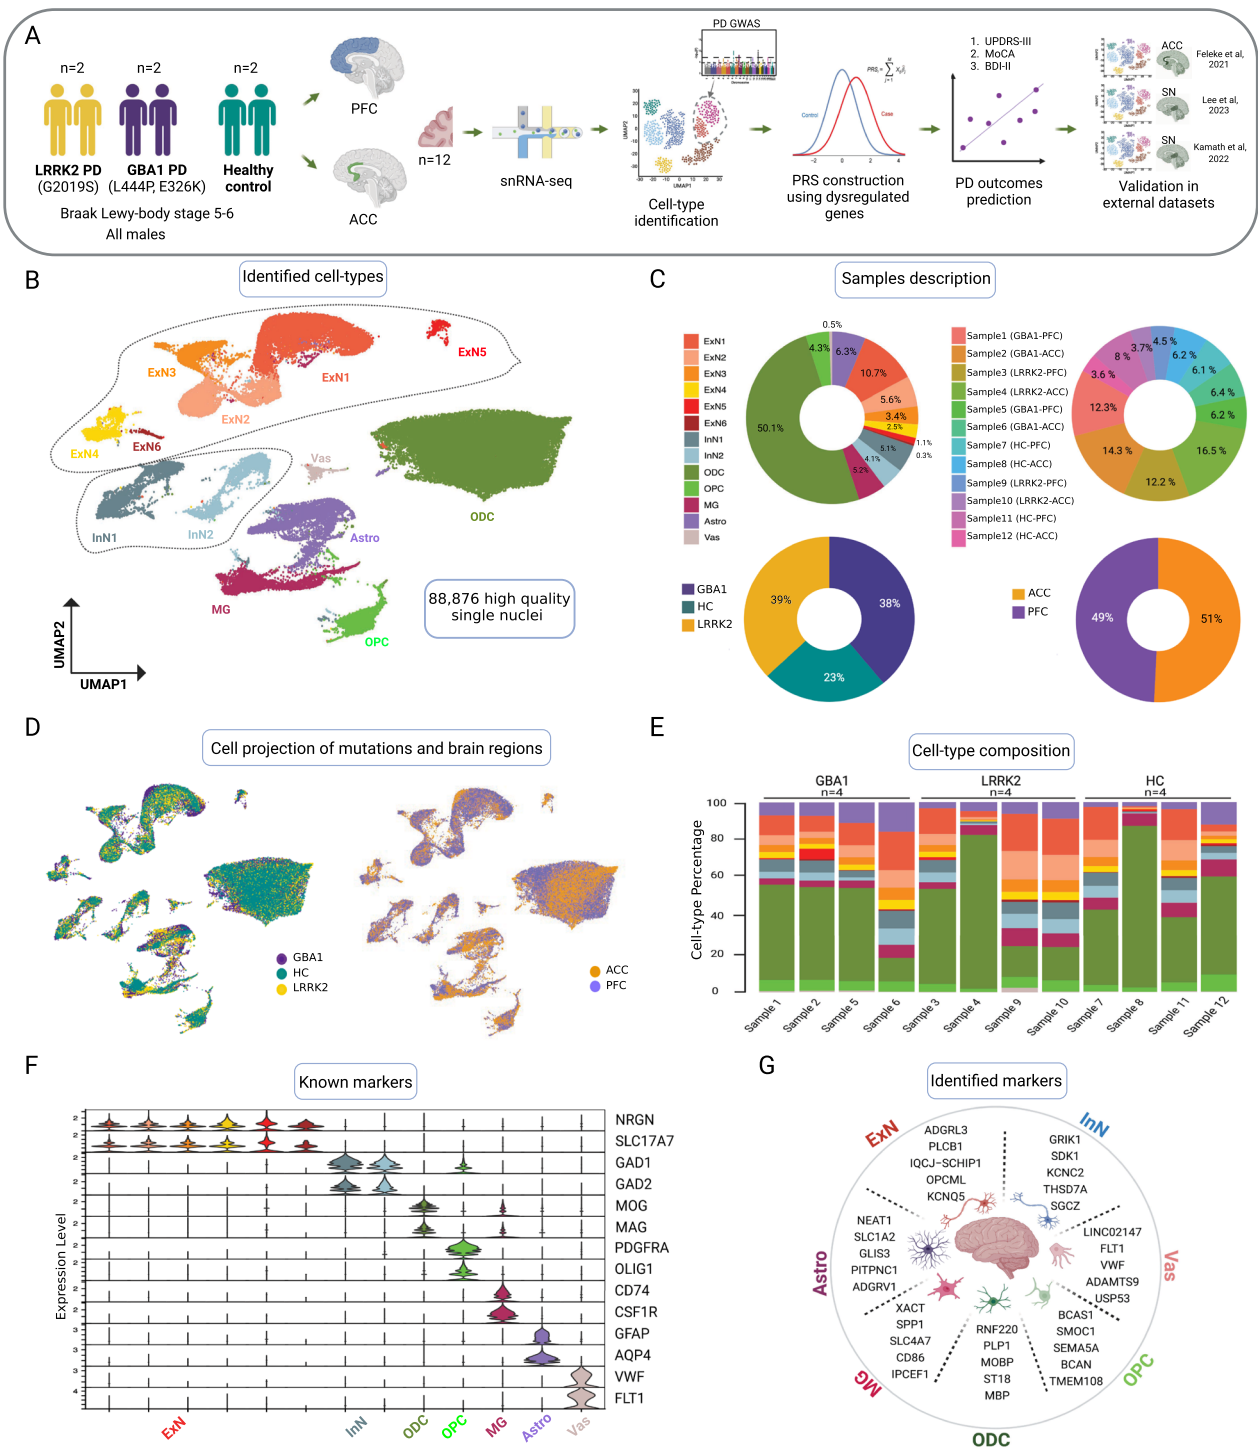 A
n=2
n=2
n=2
LRRK2 PD
(G2019S)
GBA1 PD
(L444P, E326K)
Healthy
control
Braak Lewy-body stage 5-6
All males
PFC
ACC
n=12
snRNA-seq
PD GWAS
UMAP2
UMAP1
Cell-type
identification
Control
Case
-2
0
2
4
PRS construction
using dysregulated
genes
1. UPDRS-III
2. MoCA
3. BDI-II
PD outcomes
prediction
ACC
Feleke et al,
2021
SN
Lee et al,
2023
SN
Kamath et al,
2022
Validation in
external datasets
B
Identified cell-types
ExN5
ExN3
ExN1
ExN2
ExN4
ExN6
Vas
InN1
InN2
ODC
Astro
MG
OPC
88,876 high quality
single nuclei
UMAP2
UMAP1
C
Samples description
ExN1
ExN2
ExN3
ExN4
ExN5
ExN6
InN1
InN2
ODC
OPC
MG
Astro
Vas
0.5%
4.3%
6.3%
10.7%
5.6%
3.4%
2.5%
1.1%
0.3%
5.1%
4.1%
5.2%
50.1%
Sample1 (GBA1-PFC)
Sample2 (GBA1-ACC)
Sample3 (LRRK2-PFC)
Sample4 (LRRK2-ACC)
Sample5 (GBA1-PFC)
Sample6 (GBA1-ACC)
Sample7 (HC-PFC)
Sample8 (HC-ACC)
Sample9 (LRRK2-PFC)
Sample10 (LRRK2-ACC)
Sample11 (HC-PFC)
Sample12 (HC-ACC)
3.7%
4.5 %
6.2 %
6.1 %
6.4 %
6.2 %
16.5 %
12.2 %
14.3 %
12.3%
3.6 %
8 %
GBA1
HC
LRRK2
39%
38%
23%
ACC
PFC
49%
51%
D
Cell projection of mutations and brain regions
GBA1
HC
LRRK2
ACC
PFC
E
Cell-type composition
GBA1
n=4
LRRK2
n=4
HC
n=4
Cell-type Percentage
100
80
60
40
20
0
Sample 1
Sample 2
Sample 5
Sample 6
Sample 3
Sample 4
Sample 9
Sample 10
Sample 7
Sample 8
Sample 11
Sample 12
F
Known markers
Expression Level
NRGN
SLC17A7
GAD1
GAD2
MOG
MAG
PDGFRA
OLIG1
CD74
CSF1R
GFAP
AQP4
VWF
FLT1
ExN
InN
ODC
OPC
MG
Astro
Vas
G
Identified markers
ExN
ADGRL3
PLCB1
IQCJ-SCHIP1
OPCML
KCNQ5
InN
GRIK1
SDK1
KCNC2
THSD7A
SGCZ
Astro
NEAT1
SLC1A2
GLIS3
PITPNC1
ADGRV1
Vas
LINC02147
FLT1
VWF
ADAMTS9
USP53
MG
XACT
SPP1
SLC4A7
CD86
IPCEF1
ODC
RNF220
PLP1
MOBP
ST18
MBP
OPC
BCAS1
SMOC1
SEMA5A
BCAN
TMEM108